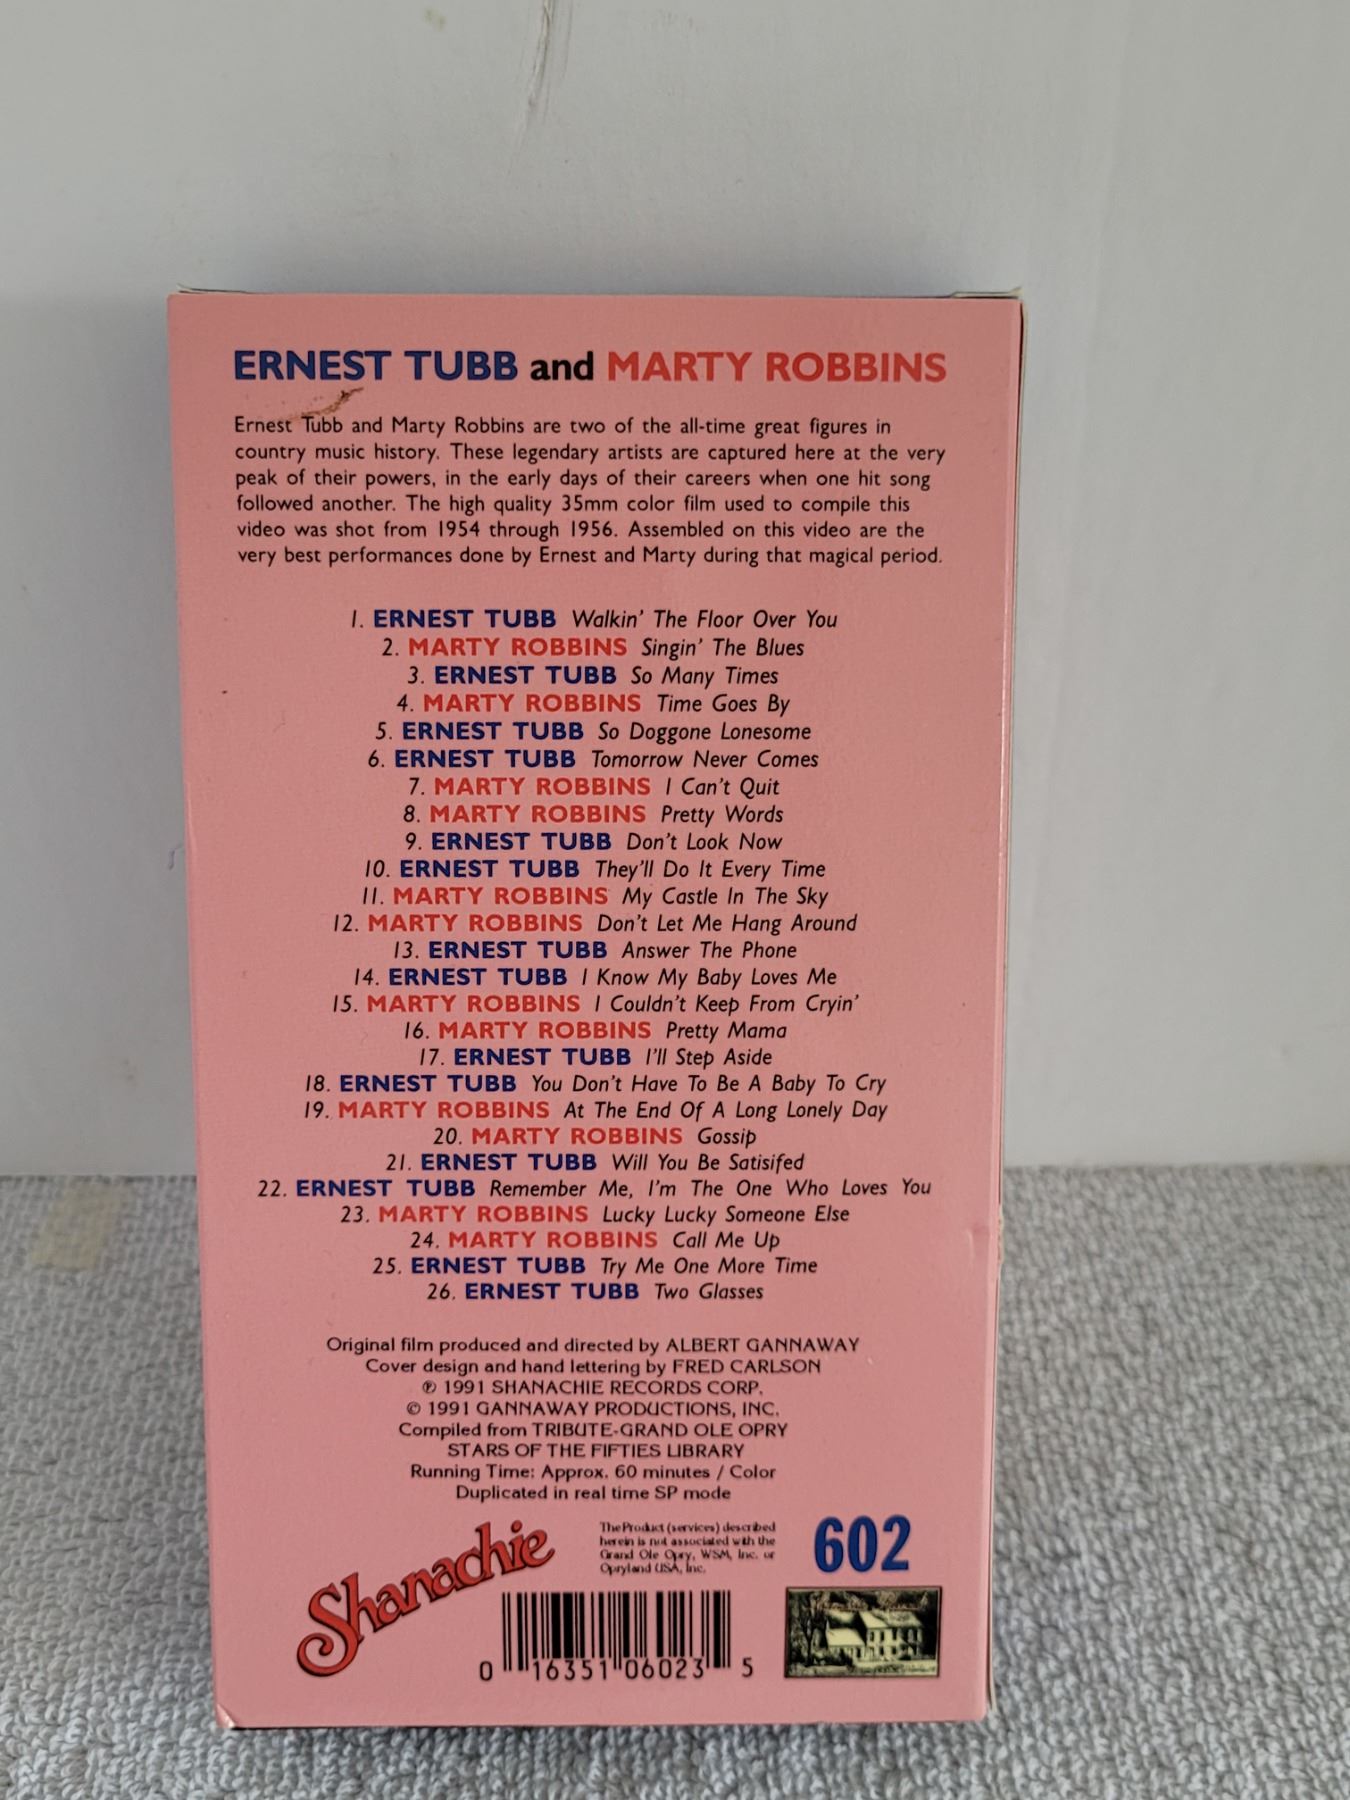 ERNEST TUBB and MARTY ROBBINS
Ernest Tubb and Marty Robbins are two of the all-time great figures in
country music history. These legendary artists are captured here at the very
peak of their powers, in the early days of their careers when one hit song
followed another. The high quality 35mm color film used to compile this
video was shot from 1954 through 1956. Assembled on this video are the
very best performances done by Ernest and Marty during that magical period.
1. ERNEST TUBB Walkin' The Floor Over You
2. MARTY ROBBINS Singin' The Blues
3. ERNEST TUBB So Many Times
4. MARTY ROBBINS Time Goes By
5. ERNEST TUBB So Doggone Lonesome
6. ERNEST TUBB Tomorrow Never Comes
7. MARTY ROBBINS I Can't Quit
8. MARTY ROBBINS Pretty Words
9. ERNEST TUBB Don't Look Now
10. ERNEST TUBB They'll Do It Every Time
11. MARTY ROBBINS My Castle In The Sky
12. MARTY ROBBINS Don't Let Me Hang Around
13. ERNEST TUBB Answer The Phone
14. ERNEST TUBB I Know My Baby Loves Me
15. MARTY ROBBINS I Couldn't Keep From Cryin'
16. MARTY ROBBINS Pretty Mama
17. ERNEST TUBB I'll Step Aside
18. ERNEST TUBB You Don't Have To Be A Baby To Cry
19. MARTY ROBBINS At The End Of A Long Lonely Day
20. MARTY ROBBINS Gossip
21. ERNEST TUBB Will You Be Satisifed
22. ERNEST TUBB Remember Me, I'm The One Who Loves You
23. MARTY ROBBINS Lucky Lucky Someone Else
24. MARTY ROBBINS Call Me Up
25. ERNEST TUBB Try Me One More Time
26. ERNEST TUBB Two Glasses
Original film produced and directed by ALBERT GANNAWAY
Cover design and hand lettering by FRED CARLSON
℗ 1991 SHANACHIE RECORDS CORP.
© 1991 GANNAWAY PRODUCTIONS, INC.
Compiled from TRIBUTE-GRAND OLE OPRY
STARS OF THE FIFTIES LIBRARY
Running Time: Approx. 60 minutes / Color
Duplicated in real time SP mode
Shanachie
The Product (services) described
herein is not associated with the
Grand Ole Opry, WSM, Inc. or
Opryland USA, Inc.
602
0 16351 06023 5